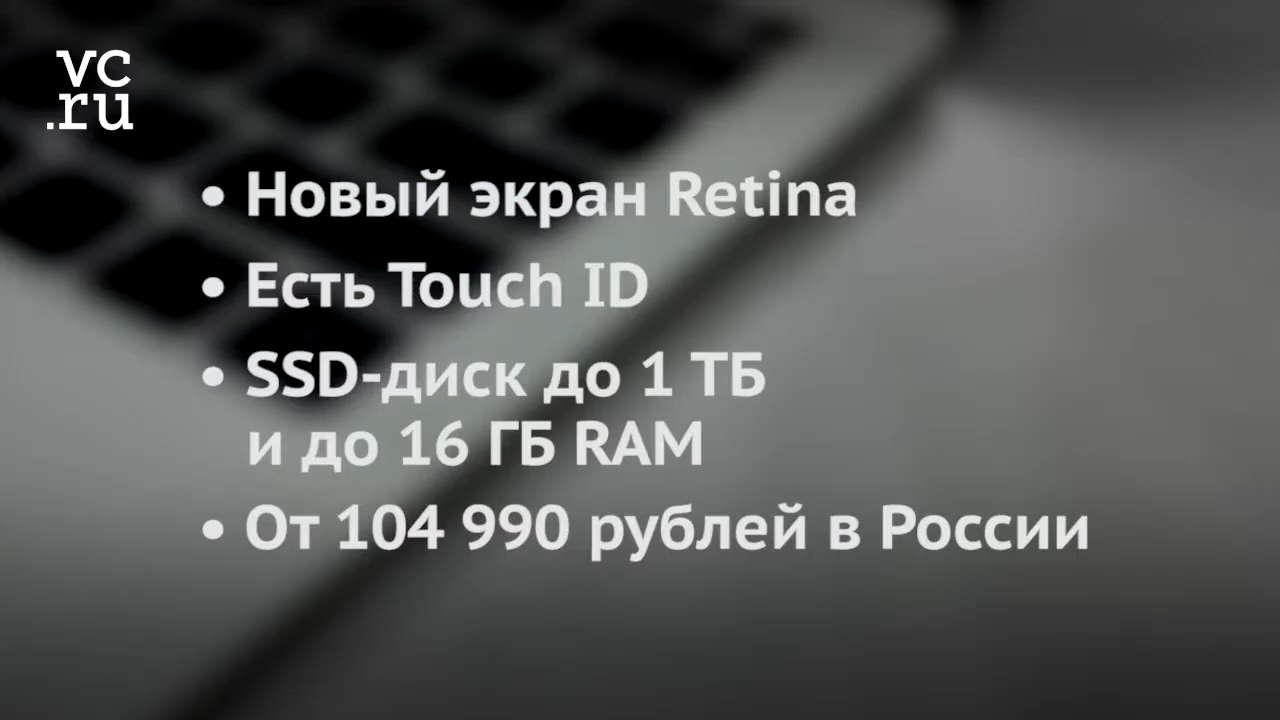 vc
.ru
• Новый экран Retina
• Есть Touch ID
• SSD-диск до 1 ТБ
и до 16 ГБ RAM
• От 104 990 рублей в России